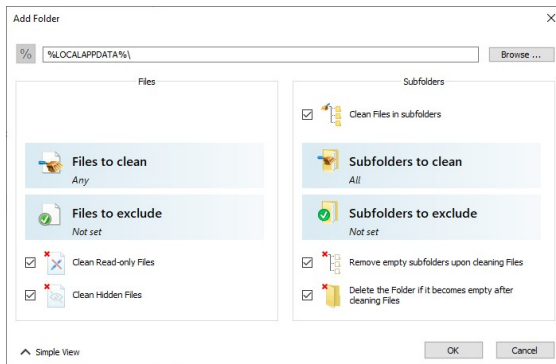 Add Folder
%
%LOCALAPPDATA%\
Browse ...
Files
Files to clean
Any
Files to exclude
Not set
Clean Read-only Files
Clean Hidden Files
Subfolders
Clean Files in subfolders
Subfolders to clean
All
Subfolders to exclude
Not set
Remove empty subfolders upon cleaning Files
Delete the Folder if it becomes empty after
cleaning Files
Simple View
OK
Cancel